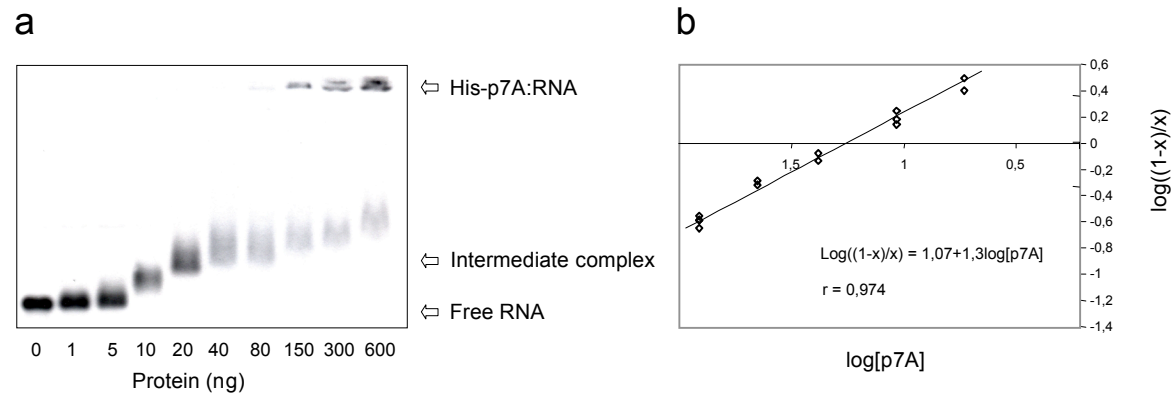 a
His-p7A:RNA
Intermediate complex
Free RNA
0 1 5 10 20 40 80 150 300 600
Protein (ng)
b
0,6
0,4
0,2
0
-0,2
-0,4
-0,6
-0,8
-1
-1,2
-1,4
1,5 1 0,5
Log((1-x)/x) = 1,07+1,3log[p7A]
r = 0,974
log[p7A]
log((1-x)/x)